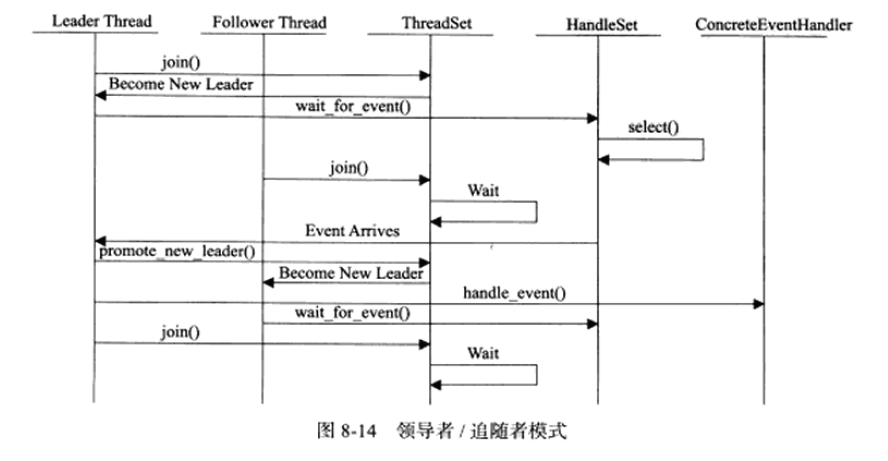 Leader Thread Follower Thread ThreadSet HandleSet ConcreteEventHandler
join()
Become New Leader
wait_for_event()
select()
join()
Wait
Event Arrives
promote_new_leader()
Become New Leader
handle_event()
wait_for_event()
join()
Wait
图 8-14 领导者 / 追随者模式